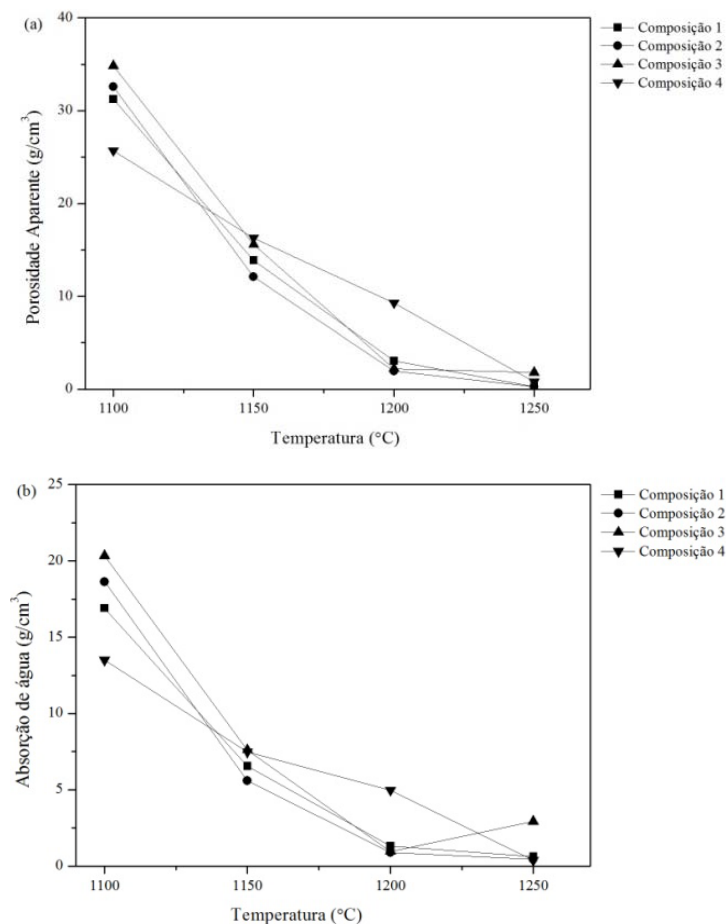 (a)
40
30
20
10
0
Porosidade Aparente (g/cm³)
1100 1150 1200 1250
Temperatura (°C)
Composição 1
Composição 2
Composição 3
Composição 4
(b)
25
20
15
10
5
0
Absorção de água (g/cm³)
1100 1150 1200 1250
Temperatura (°C)
Composição 1
Composição 2
Composição 3
Composição 4